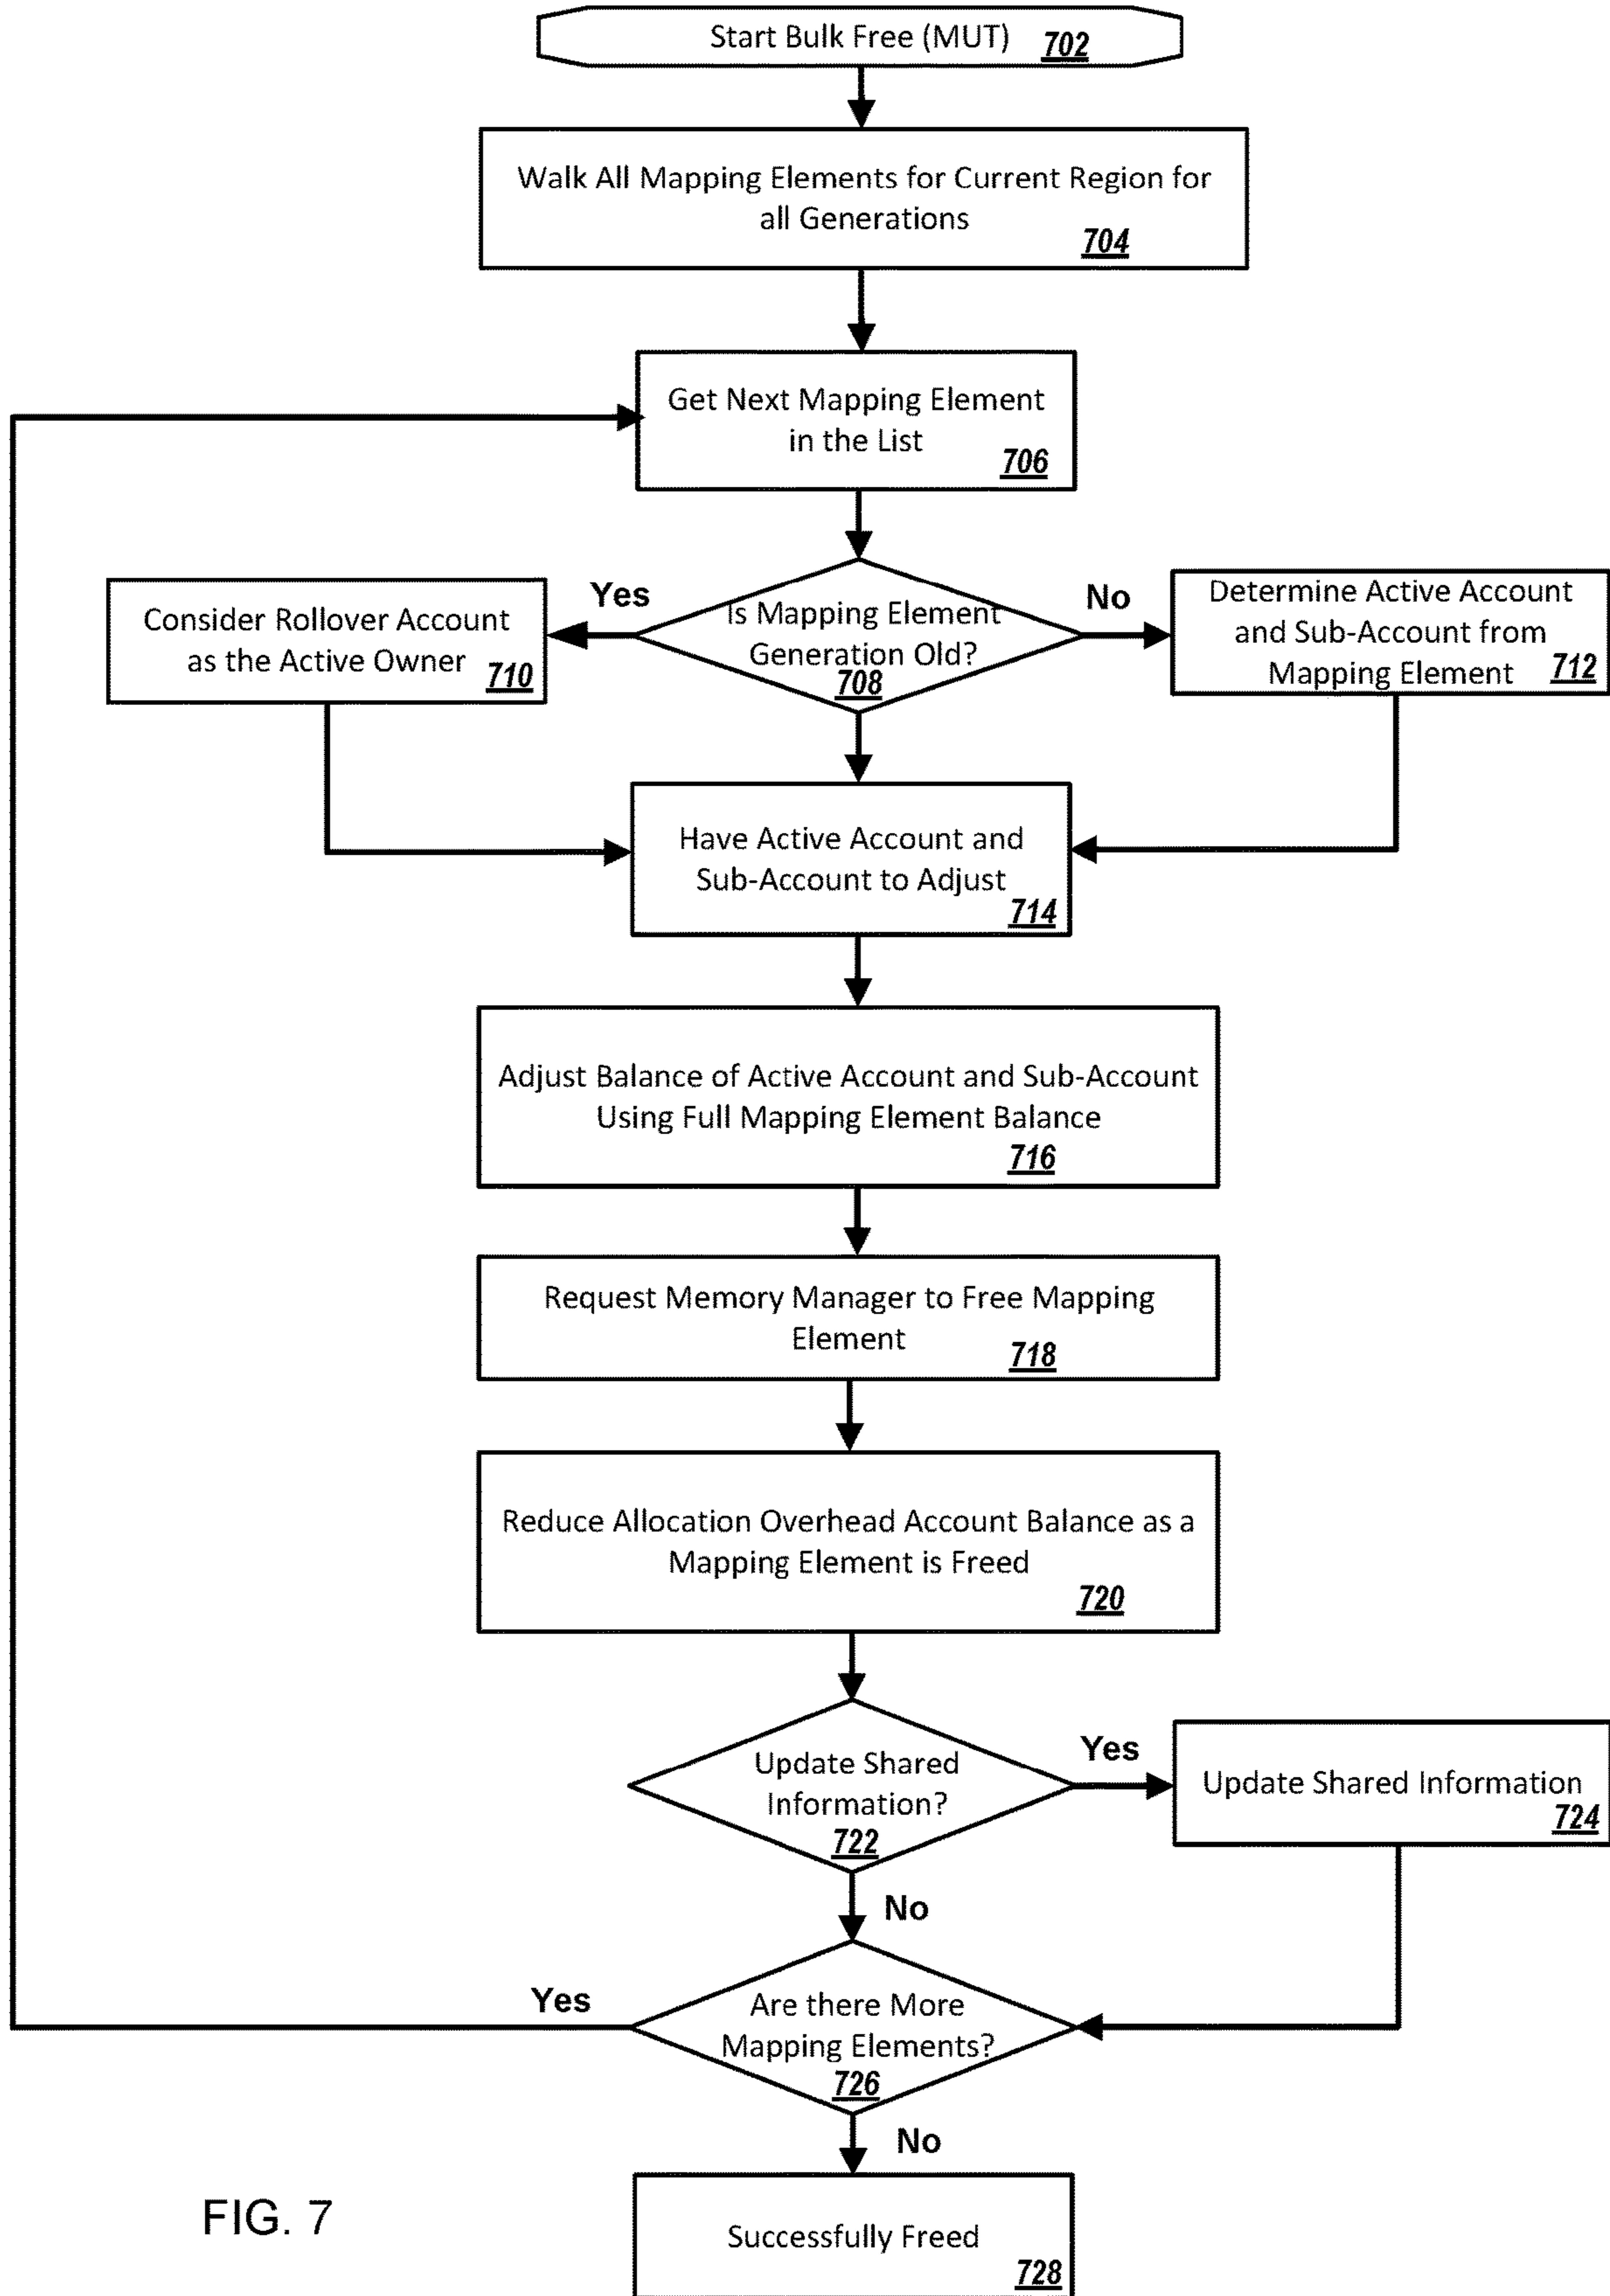 Start Bulk Free (MUT) 702
Walk All Mapping Elements for Current Region for
all Generations
704
Get Next Mapping Element
in the List
706
Yes
Is Mapping Element
Generation Old?
708
No
Consider Rollover Account
as the Active Owner
710
Determine Active Account
and Sub-Account from
Mapping Element 712
Have Active Account and
Sub-Account to Adjust
714
Adjust Balance of Active Account and Sub-Account
Using Full Mapping Element Balance
716
Request Memory Manager to Free Mapping
Element
718
Reduce Allocation Overhead Account Balance as a
Mapping Element is Freed
720
Update Shared
Information?
722
Yes
Update Shared Information
724
No
Yes
Are there More
Mapping Elements?
726
No
Successfully Freed
728
FIG. 7